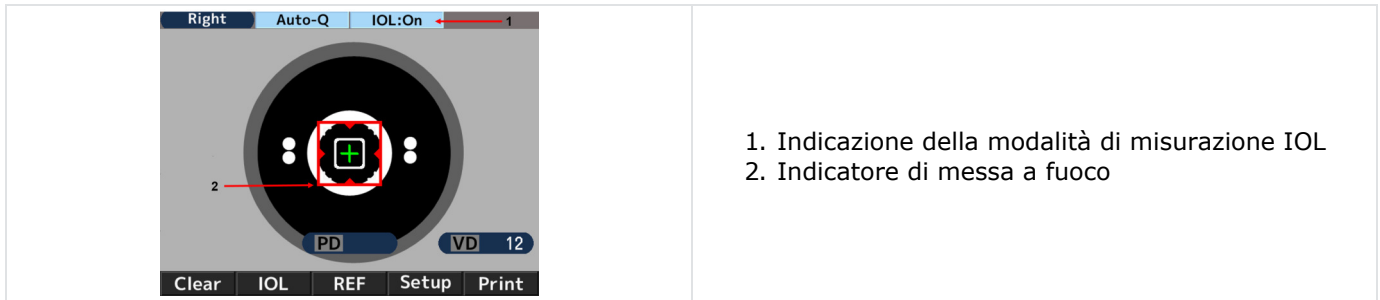 Right Auto-Q IOL:On 1
2
PD VD 12
Clear IOL REF Setup Print
1. Indicazione della modalità di misurazione IOL
2. Indicatore di messa a fuoco